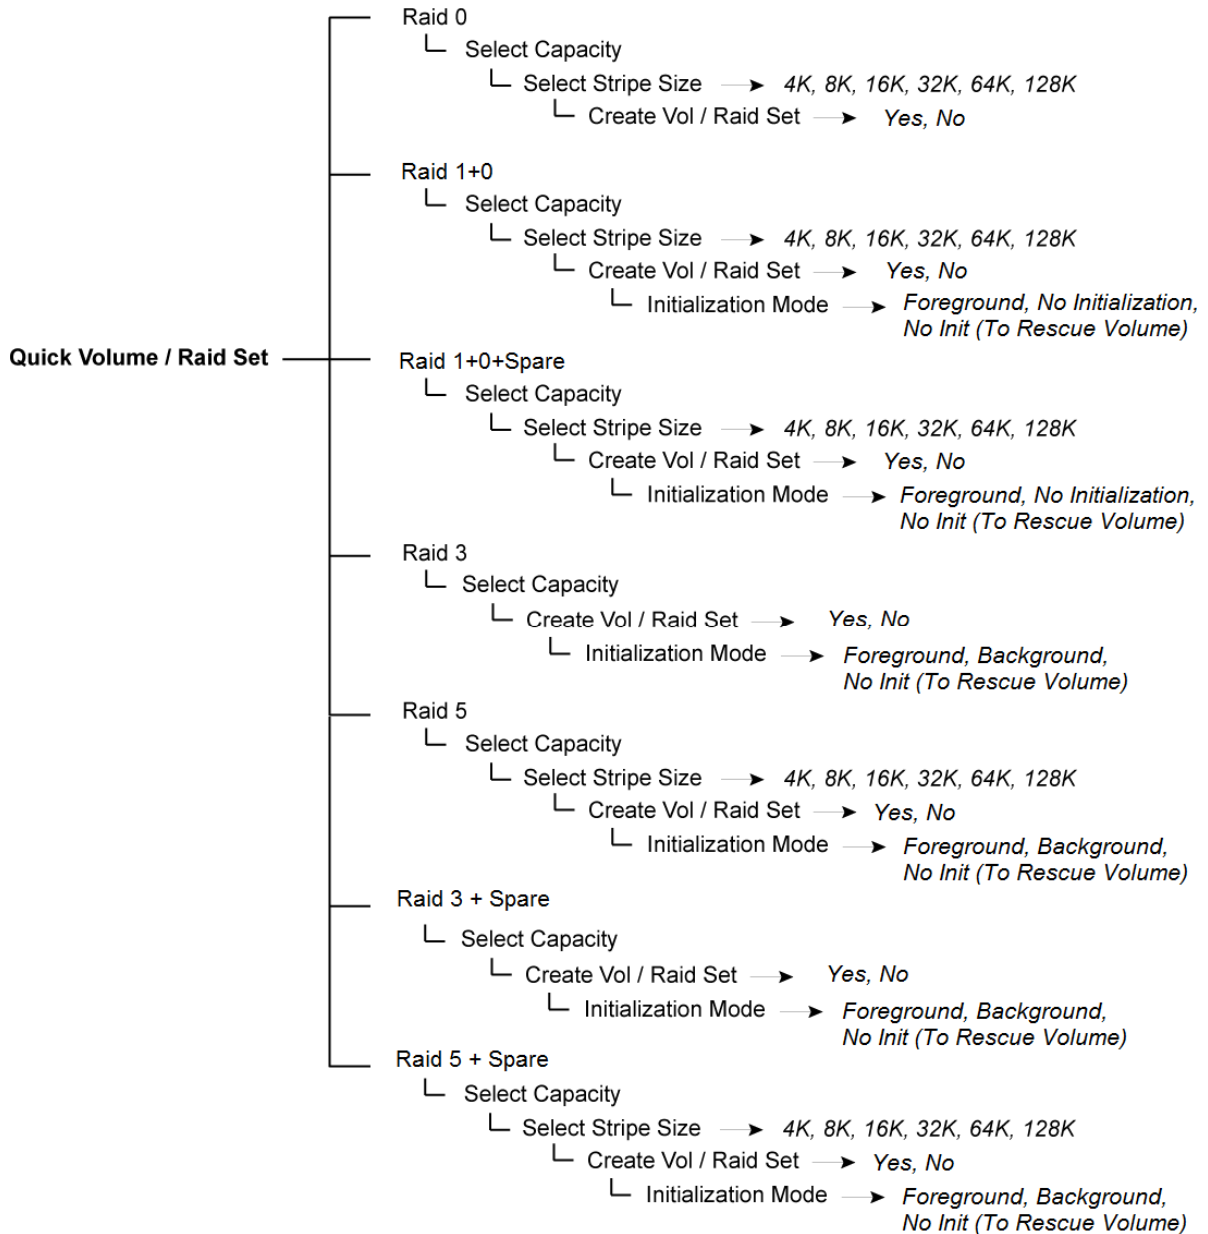 Raid 0
Select Capacity
Select Stripe Size 4K, 8K, 16K, 32K, 64K, 128K
Create Vol / Raid Set Yes, No
Raid 1+0
Select Capacity
Select Stripe Size 4K, 8K, 16K, 32K, 64K, 128K
Create Vol / Raid Set Yes, No
Initialization Mode Foreground, No Initialization,
No Init (To Rescue Volume)
Quick Volume / Raid Set
Raid 1+0+Spare
Select Capacity
Select Stripe Size 4K, 8K, 16K, 32K, 64K, 128K
Create Vol / Raid Set Yes, No
Initialization Mode Foreground, No Initialization,
No Init (To Rescue Volume)
Raid 3
Select Capacity
Create Vol / Raid Set Yes, No
Initialization Mode Foreground, Background,
No Init (To Rescue Volume)
Raid 5
Select Capacity
Select Stripe Size 4K, 8K, 16K, 32K, 64K, 128K
Create Vol / Raid Set Yes, No
Initialization Mode Foreground, Background,
No Init (To Rescue Volume)
Raid 3 + Spare
Select Capacity
Create Vol / Raid Set Yes, No
Initialization Mode Foreground, Background,
No Init (To Rescue Volume)
Raid 5 + Spare
Select Capacity
Select Stripe Size 4K, 8K, 16K, 32K, 64K, 128K
Create Vol / Raid Set Yes, No
Initialization Mode Foreground, Background,
No Init (To Rescue Volume)